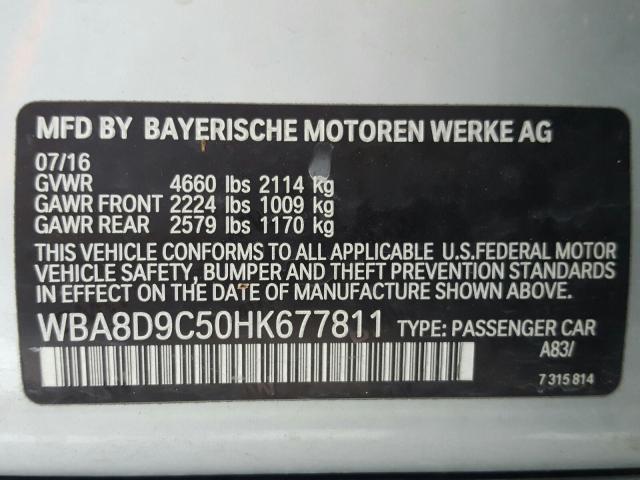 MFD BY BAYERISCHE MOTOREN WERKE AG
07/16
GVWR 4660 lbs 2114 kg
GAWR FRONT 2224 lbs 1009 kg
GAWR REAR 2579 lbs 1170 kg
THIS VEHICLE CONFORMS TO ALL APPLICABLE U.S.FEDERAL MOTOR
VEHICLE SAFETY, BUMPER AND THEFT PREVENTION STANDARDS
IN EFFECT ON THE DATE OF MANUFACTURE SHOWN ABOVE.
WBA8D9C50HK677811 TYPE: PASSENGER CAR
A83/
7 315 814